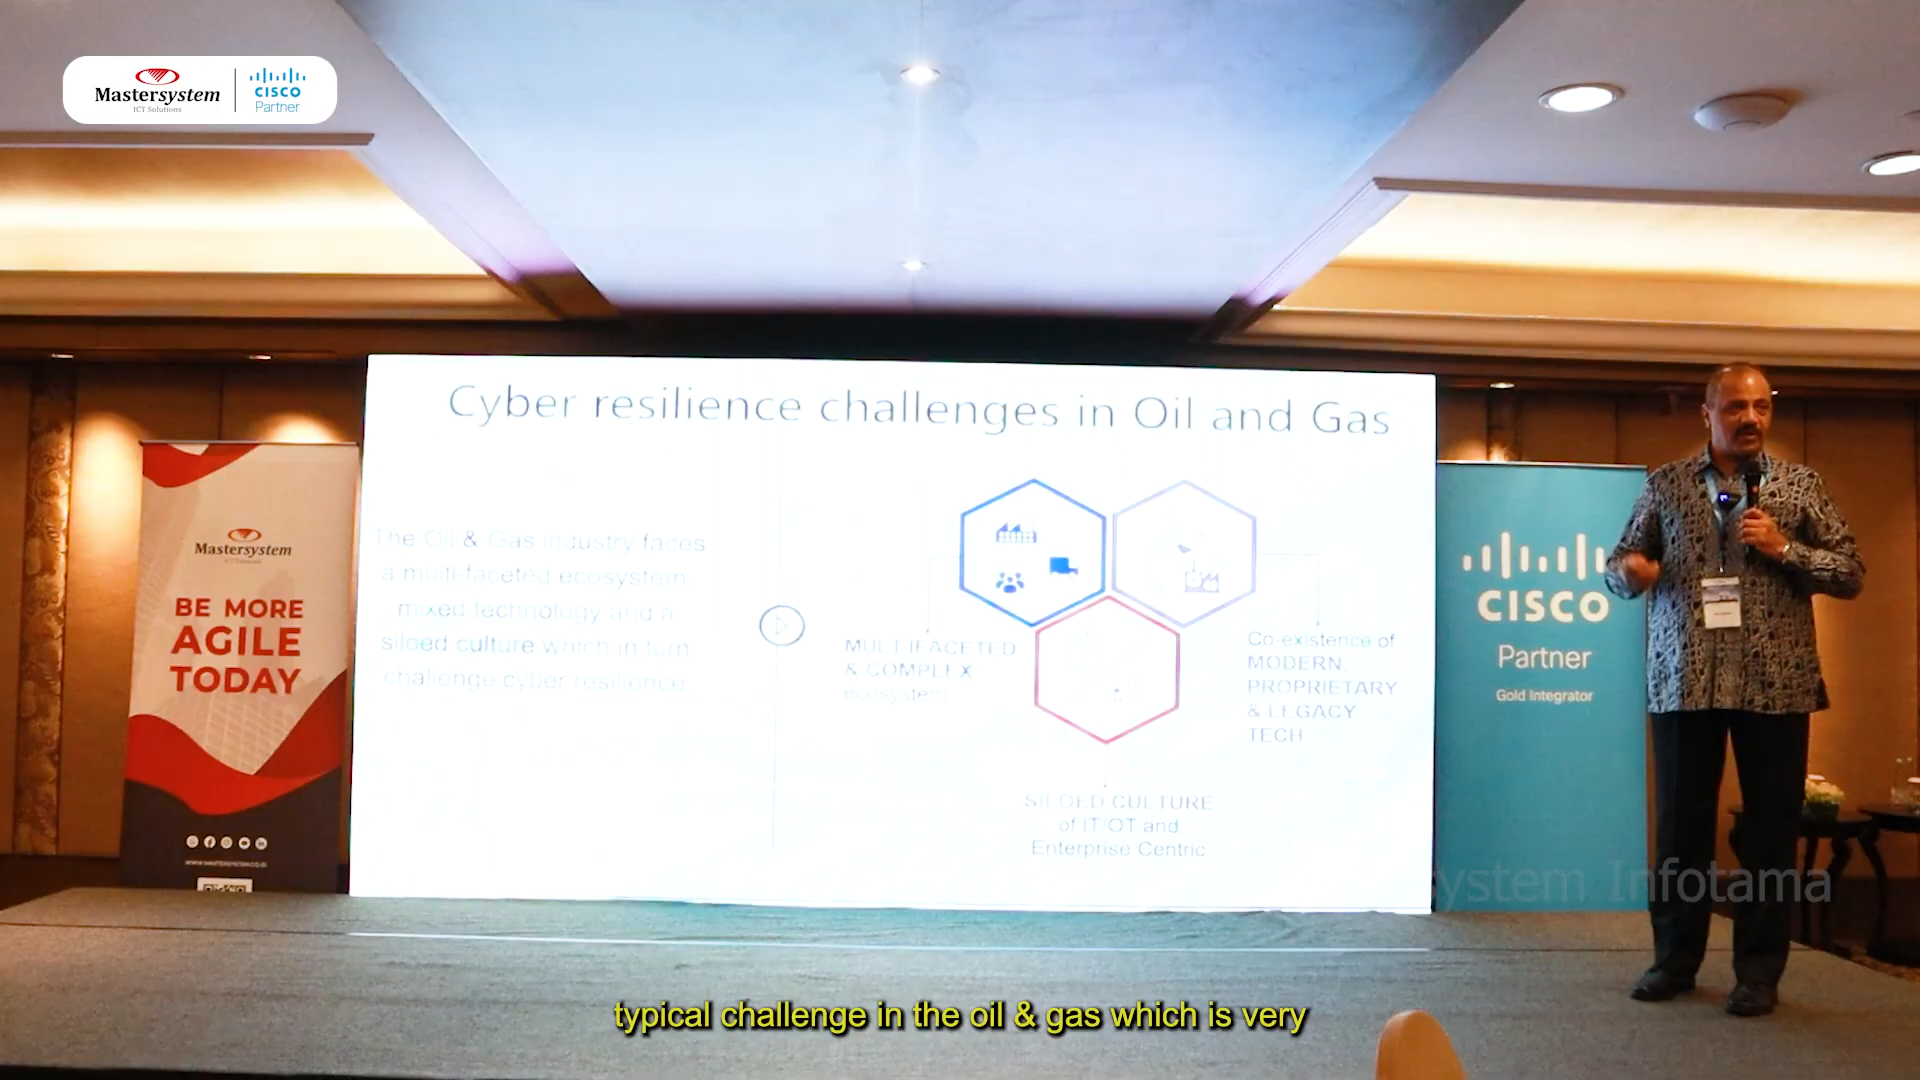 Mastersystem
ICT Solutions
CISCO
Partner
Cyber resilience challenges in Oil and Gas
The Oil & Gas industry faces
a multi-faceted ecosystem,
mixed technology and a
siloed culture which in turn
challenge cyber resilience
MULTIFACETED
& COMPLEX
ecosystem
Co-existence of
MODERN,
PROPRIETARY
& LEGACY
TECH
SILOED CULTURE
of IT/OT and
Enterprise Centric
Mastersystem
BE MORE
AGILE
TODAY
CISCO
Partner
Gold Integrator
ystem Infotama
typical challenge in the oil & gas which is very